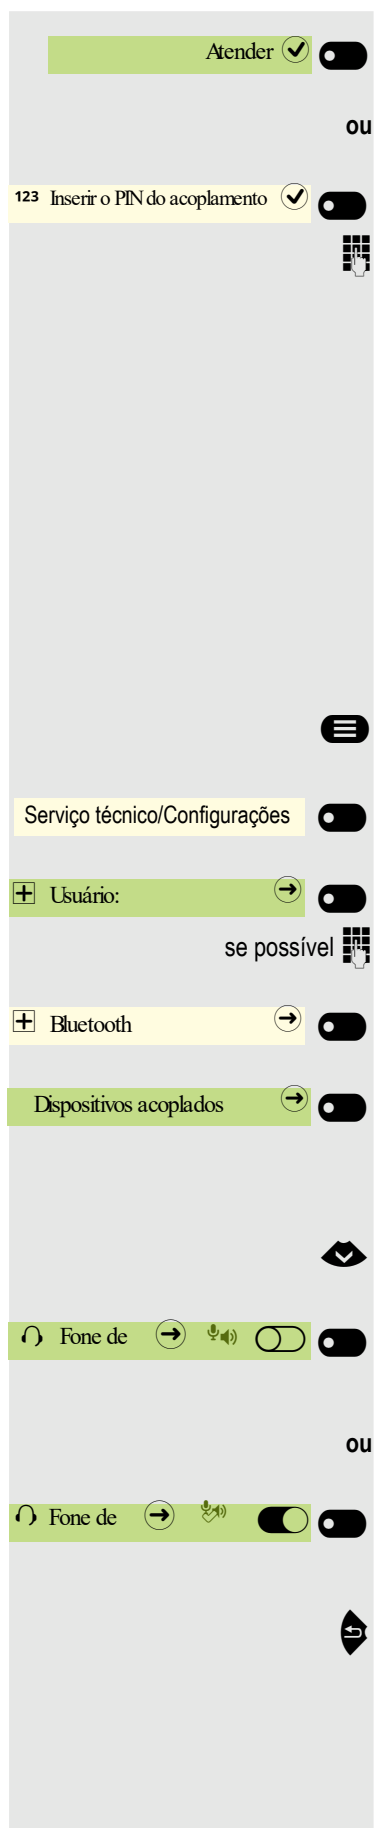 Atender
ou
123 Inserir o PIN do acoplamento
Serviço técnico/Configurações
Usuário:
se possível
Bluetooth
Dispositivos acoplados
Fone de
ou
Fone de